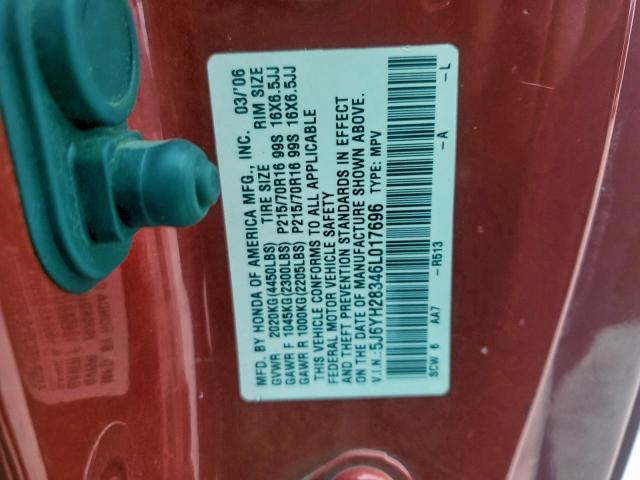 MFD. BY HONDA OF AMERICA MFG., INC. 03/'06
GVWR 2020KG(4450LBS) TIRE SIZE RIM SIZE
GAWR F 1045KG(2300LBS) P215/70R16 99S 16X6.5JJ
GAWR R 1000KG(2205LBS) P215/70R16 99S 16X6.5JJ
THIS VEHICLE CONFORMS TO ALL APPLICABLE
FEDERAL MOTOR VEHICLE SAFETY
AND THEFT PREVENTION STANDARDS IN EFFECT
ON THE DATE OF MANUFACTURE SHOWN ABOVE.
V.I.N.:5J6YH28346L017696 TYPE: MPV
SCW 6 AA7 -R513 -A -L